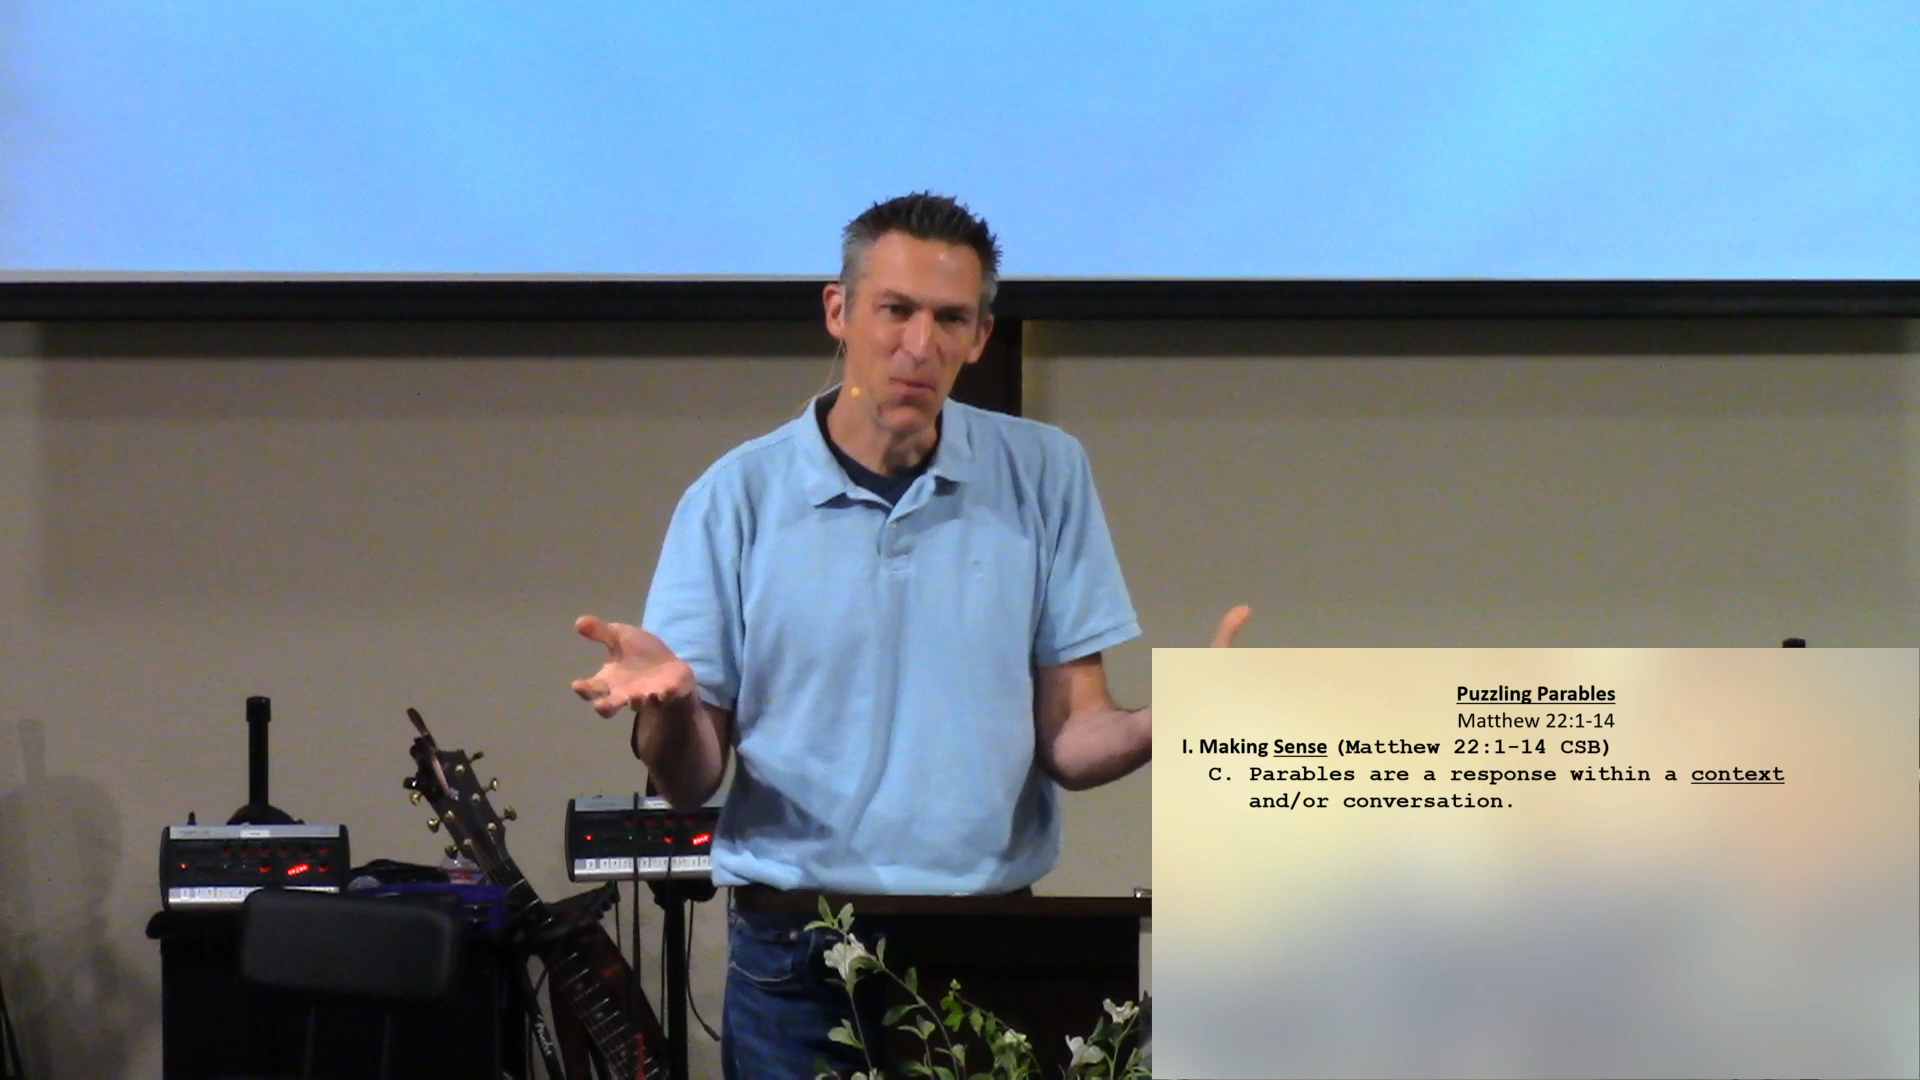 Puzzling Parables
Matthew 22:1-14
I. Making Sense (Matthew 22:1-14 CSB)
C. Parables are a response within a context
and/or conversation.